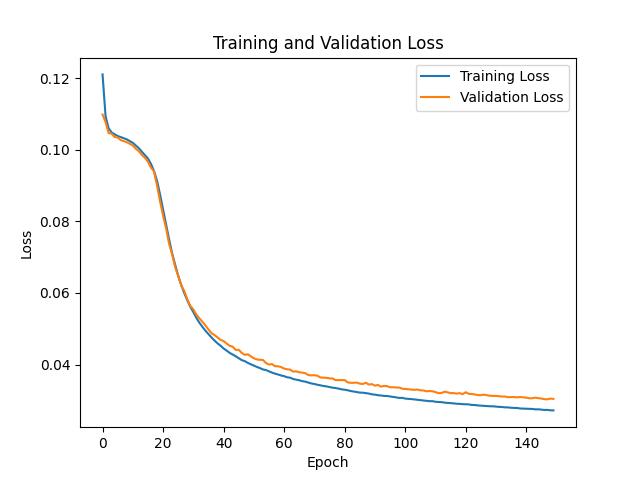 Training and Validation Loss
Training Loss
Validation Loss
0.12
0.10
0.08
0.06
0.04
Loss
0 20 40 60 80 100 120 140
Epoch